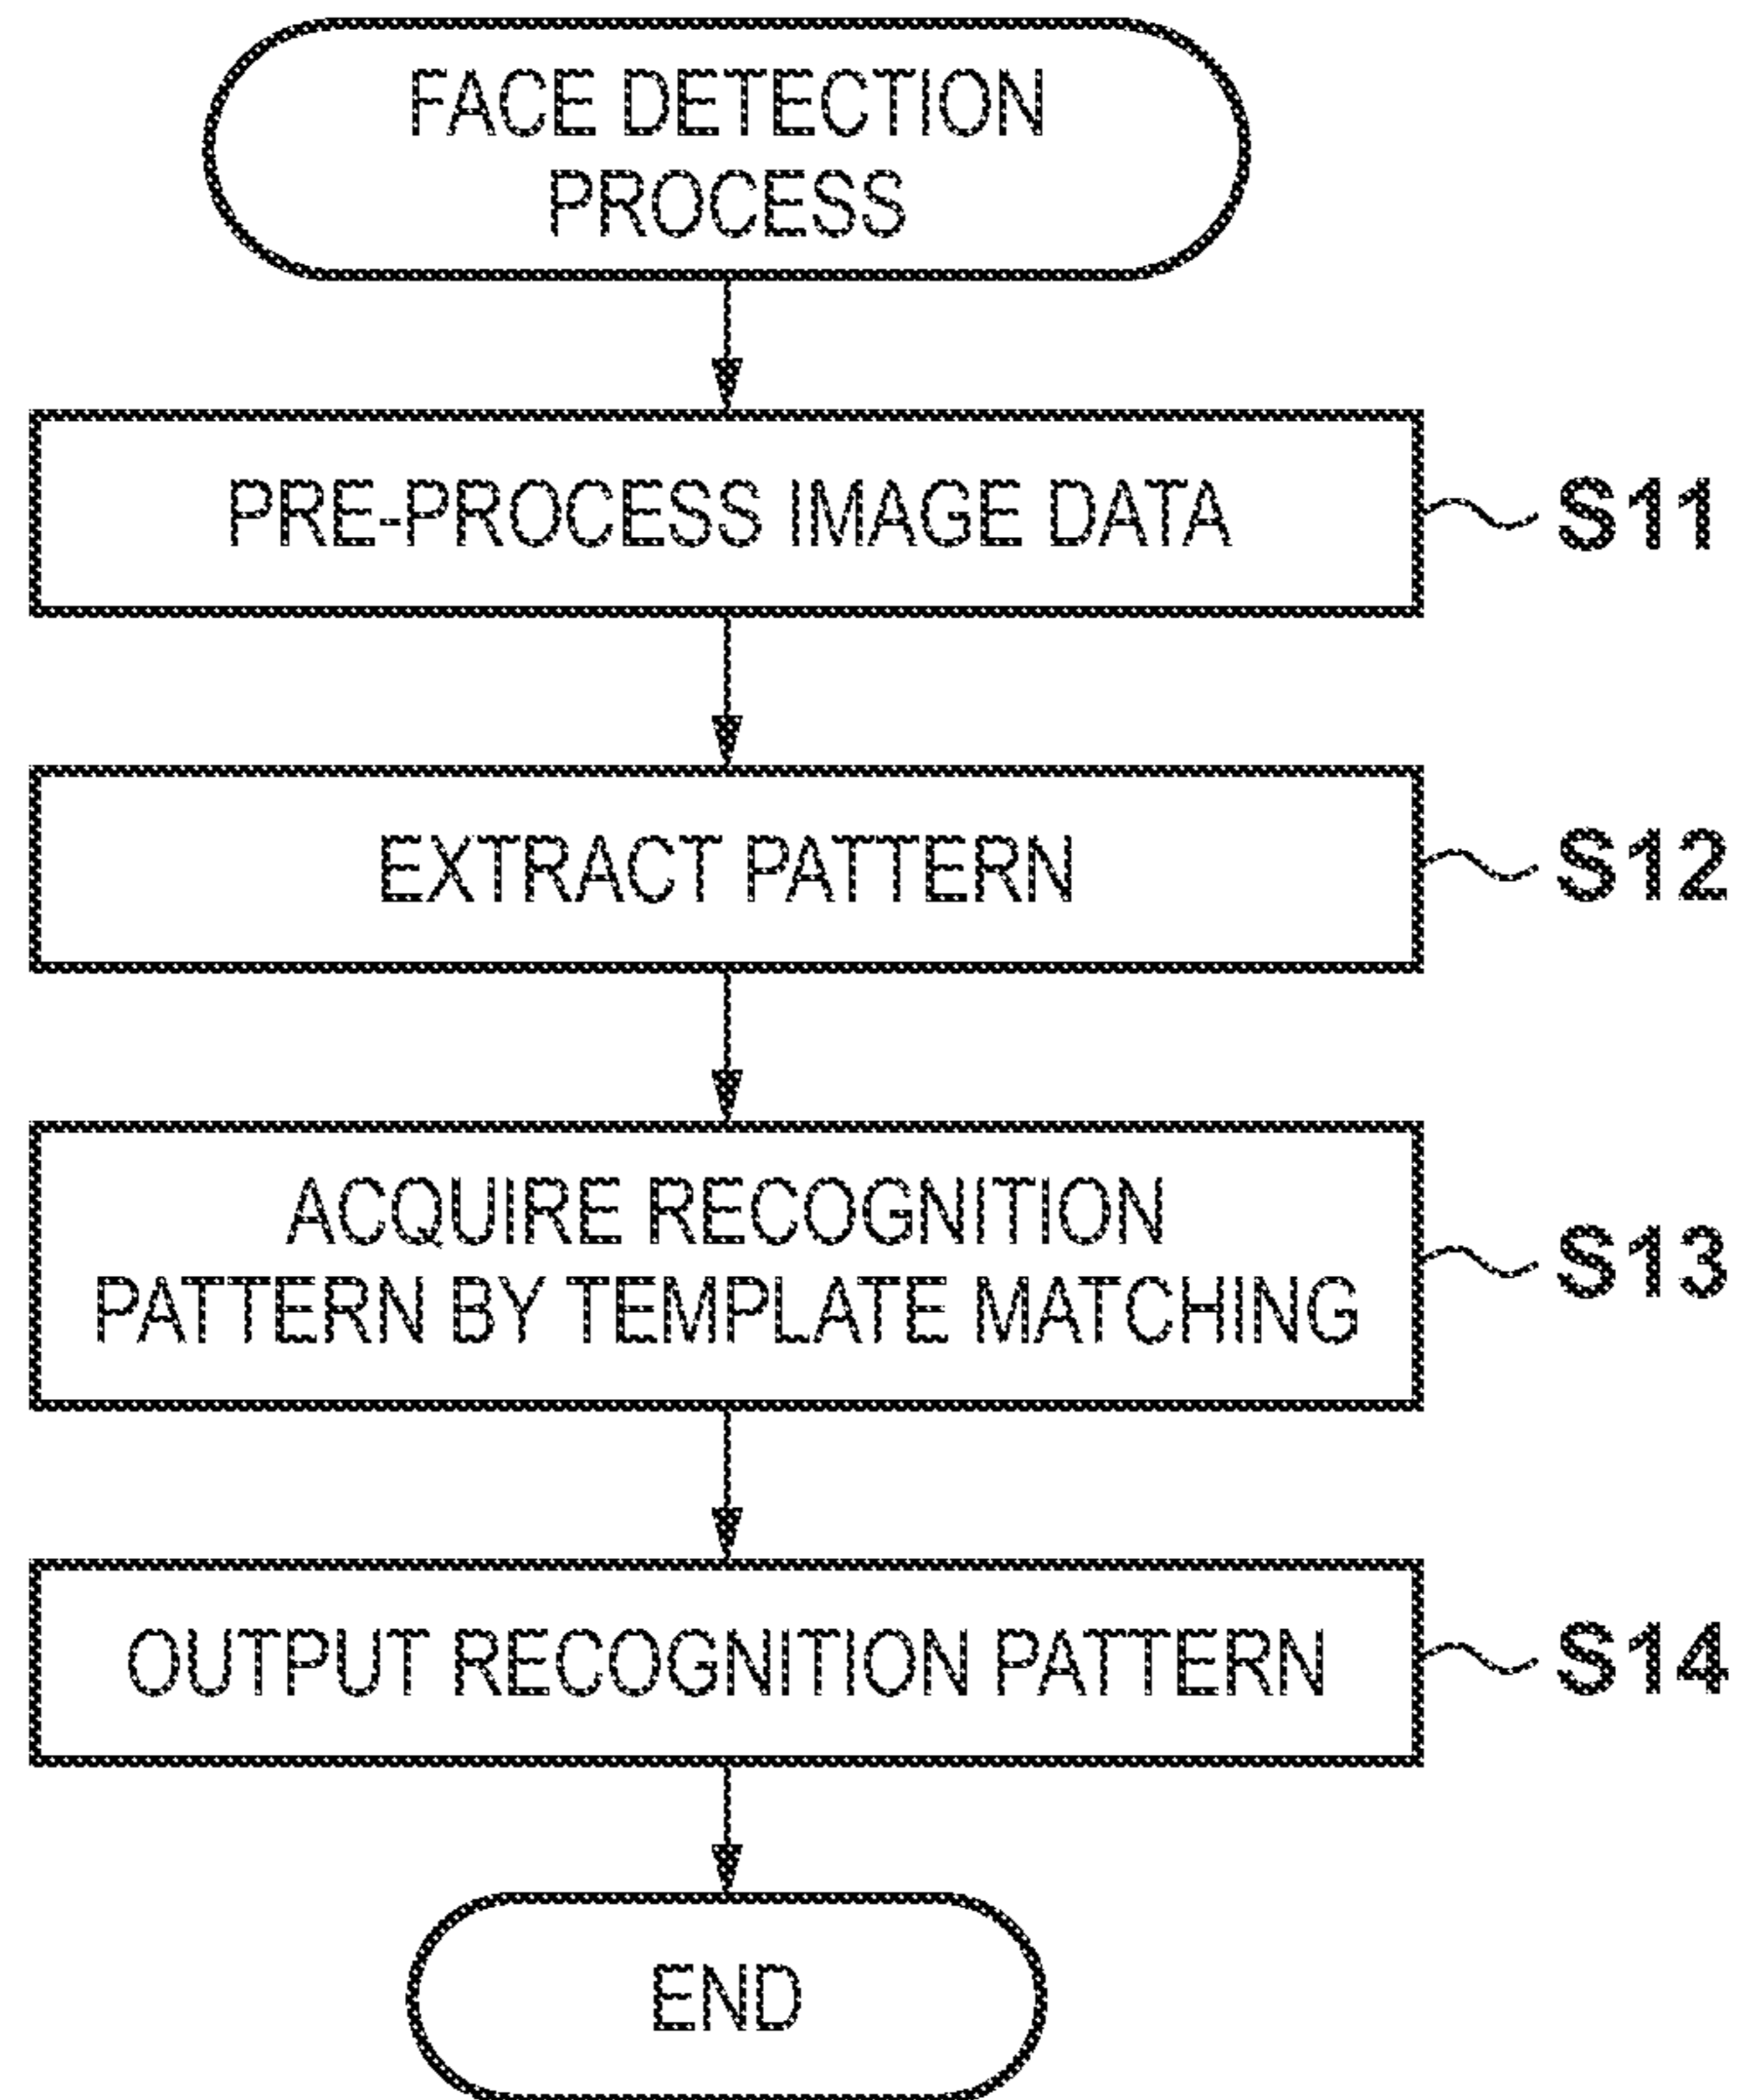 FACE DETECTION
PROCESS
PRE-PROCESS IMAGE DATA
S11
EXTRACT PATTERN
S12
ACQUIRE RECOGNITION
PATTERN BY TEMPLATE MATCHING
S13
OUTPUT RECOGNITION PATTERN
S14
END